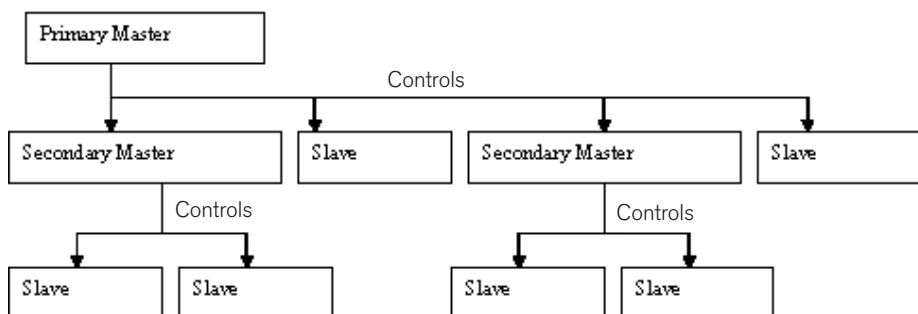 Primary Master
Controls
Secondary Master
Slave
Secondary Master
Slave
Controls
Controls
Slave
Slave
Slave
Slave